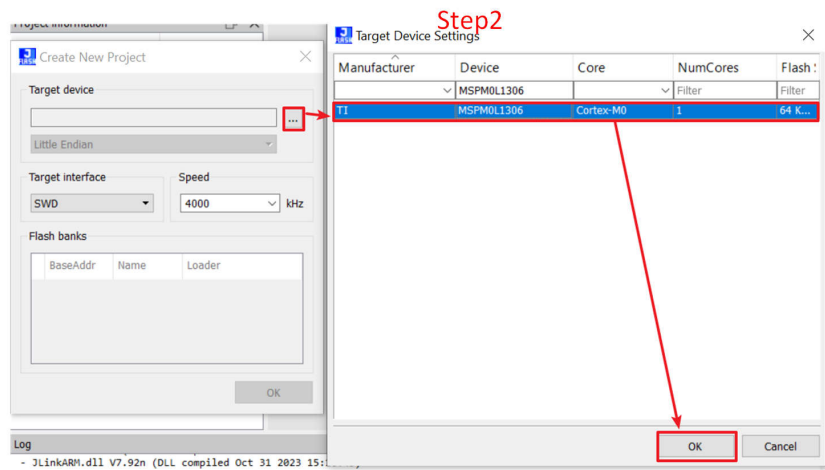 Step2
Project information
Create New Project
Target device
...
Little Endian
Target interface
Speed
SWD
4000
kHz
Flash banks
BaseAddr Name Loader
OK
Log
- JLinkARM.dll V7.92n (DLL compiled Oct 31 2023 15:
Target Device Settings
Manufacturer Device Core NumCores Flash
MSPM0L1306 Filter Filter
TI MSPM0L1306 Cortex-M0 1 64 K...
OK Cancel